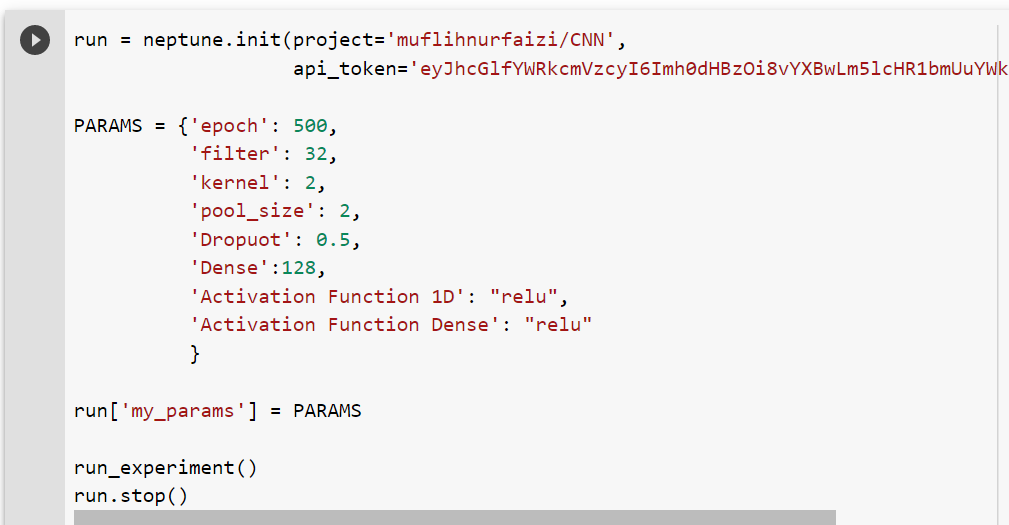 run = neptune.init(project='muflihnurfaizi/CNN',
api_token='eyJhcGlfYWRkcmVzcyI6Imh0dHBzOi8vYXBwLm5lcHR1bmUuYWk
PARAMS = {'epoch': 500,
'filter': 32,
'kernel': 2,
'pool_size': 2,
'Dropuot': 0.5,
'Dense':128,
'Activation Function 1D': "relu",
'Activation Function Dense': "relu"
}
run['my_params'] = PARAMS
run_experiment()
run.stop()